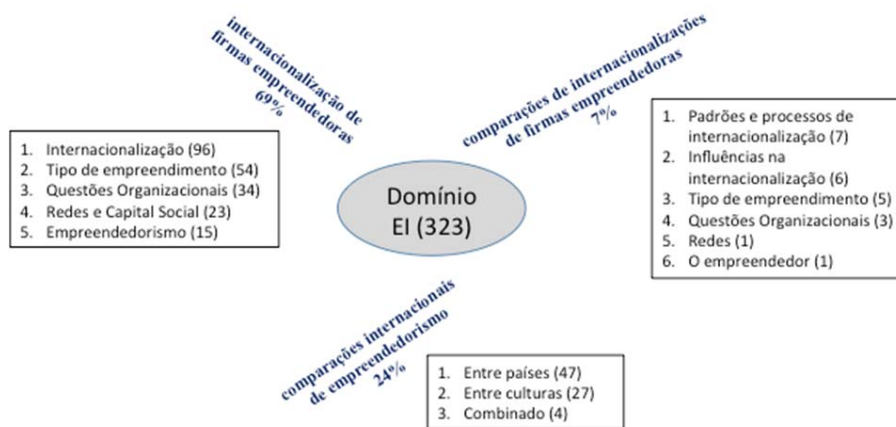 internacionalização de
firmas empreendedoras
69%
comparações de internacionalizações
de firmas empreendedoras
7%
1. Internacionalização (96)
2. Tipo de empreendimento (54)
3. Questões Organizacionais (34)
4. Redes e Capital Social (23)
5. Empreendedorismo (15)
Domínio
EI (323)
1. Padrões e processos de
internacionalização (7)
2. Influências na
internacionalização (6)
3. Tipo de empreendimento (5)
4. Questões Organizacionais (3)
5. Redes (1)
6. O empreendedor (1)
comparações internacionais
de empreendedorismo
24%
1. Entre países (47)
2. Entre culturas (27)
3. Combinado (4)